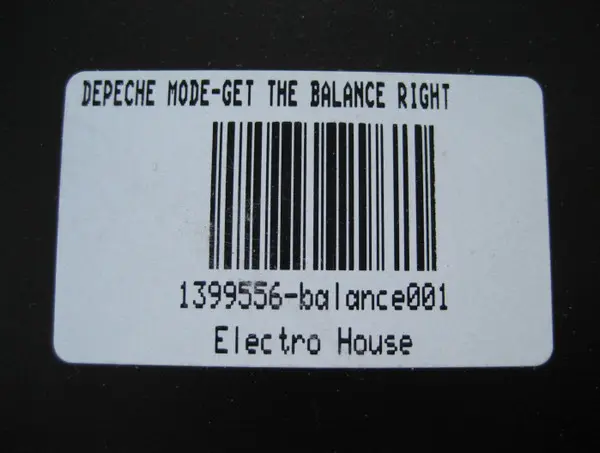 DEPECHE MODE-GET THE BALANCE RIGHT
1399556-balance001
Electro House